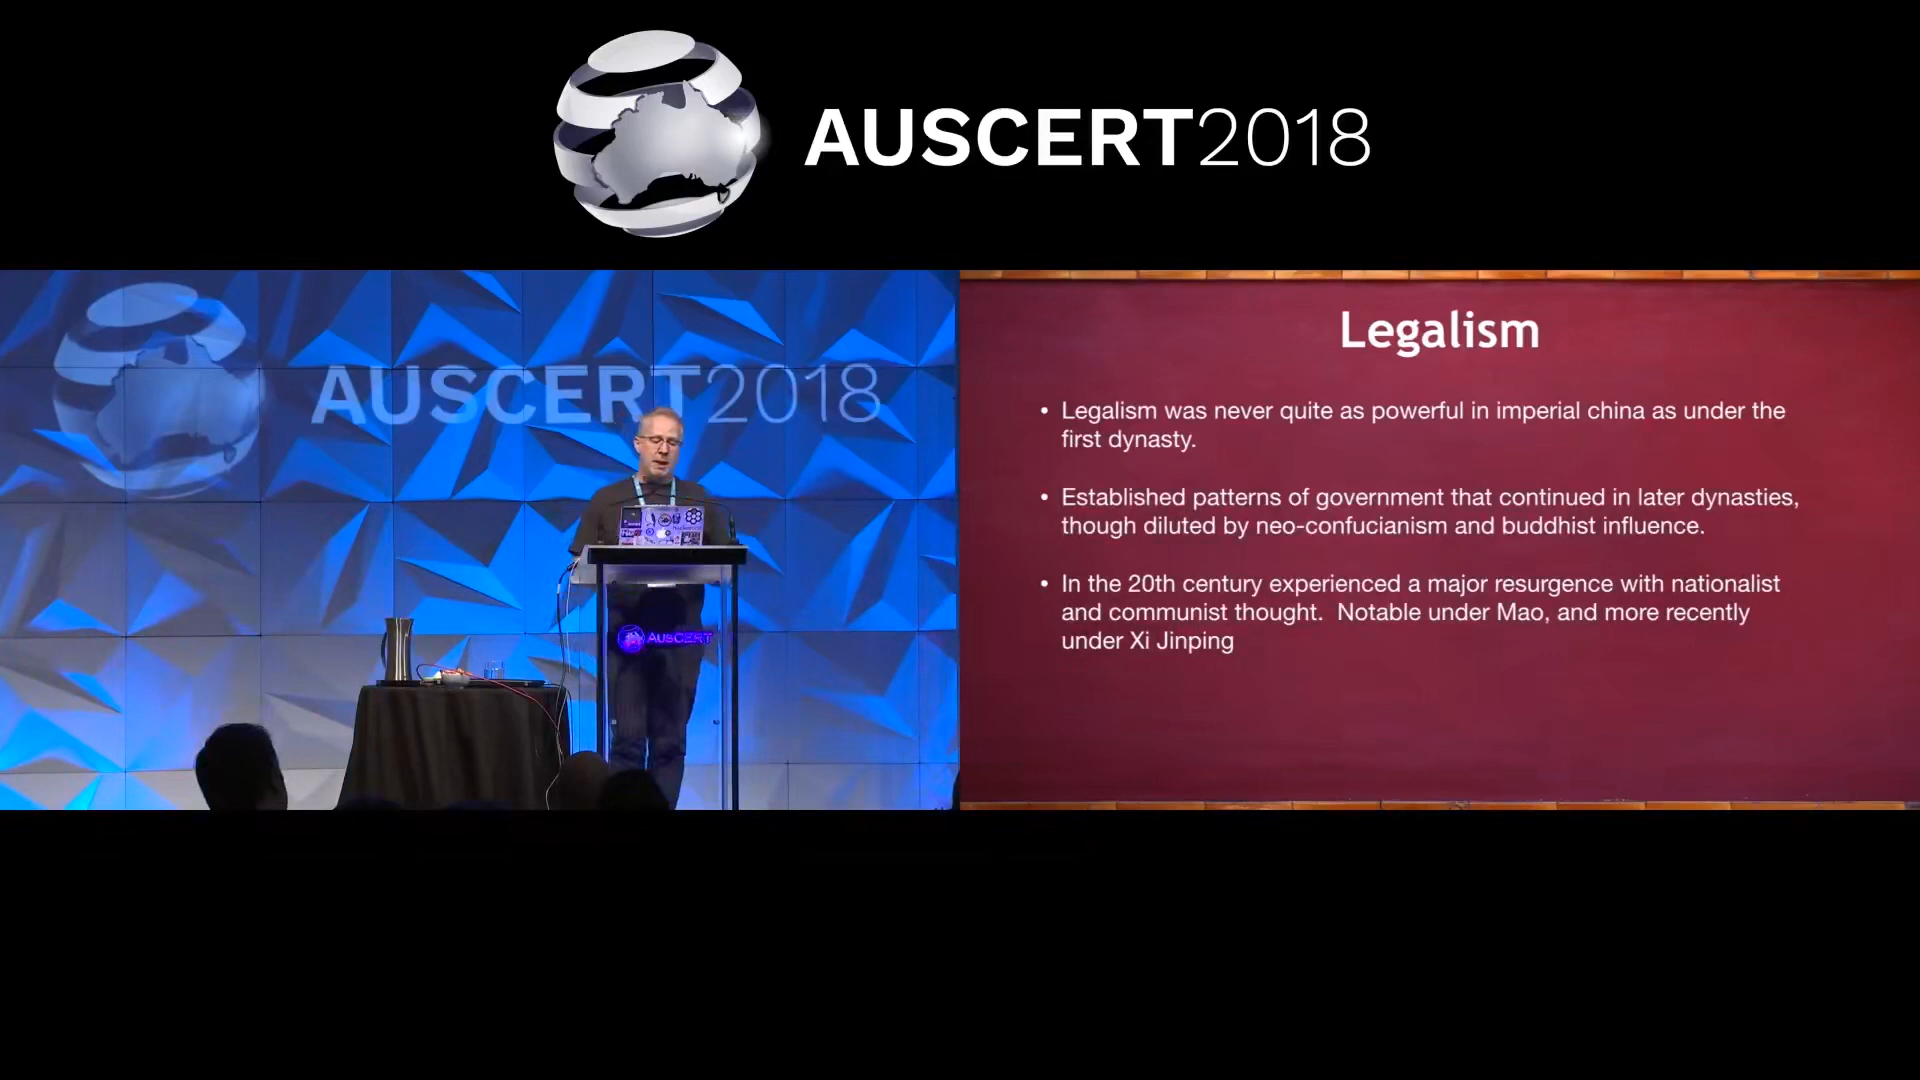 AUSCERT2018
AUSCERT2018
AUSCERT
Legalism
• Legalism was never quite as powerful in imperial china as under the
first dynasty.
• Established patterns of government that continued in later dynasties,
though diluted by neo-confucianism and buddhist influence.
• In the 20th century experienced a major resurgence with nationalist
and communist thought.  Notable under Mao, and more recently
under Xi Jinping